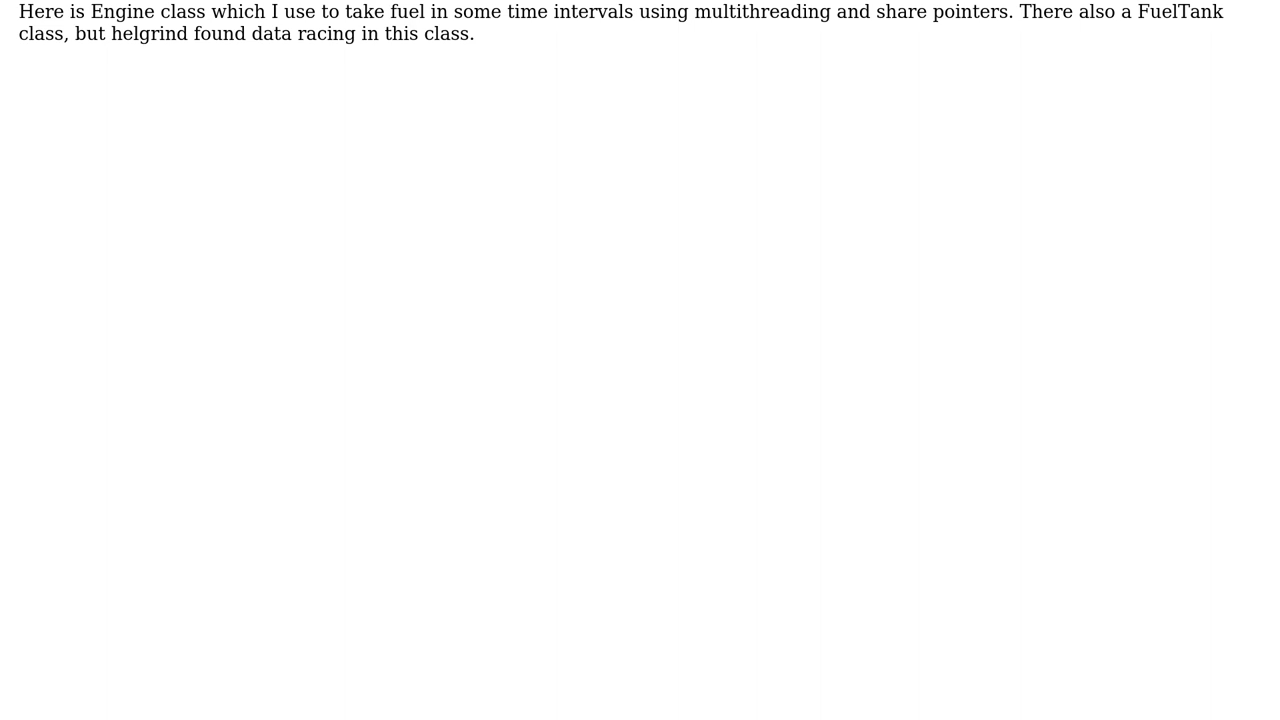 Here is Engine class which I use to take fuel in some time intervals using multithreading and share pointers. There also a FuelTank
class, but helgrind found data racing in this class.